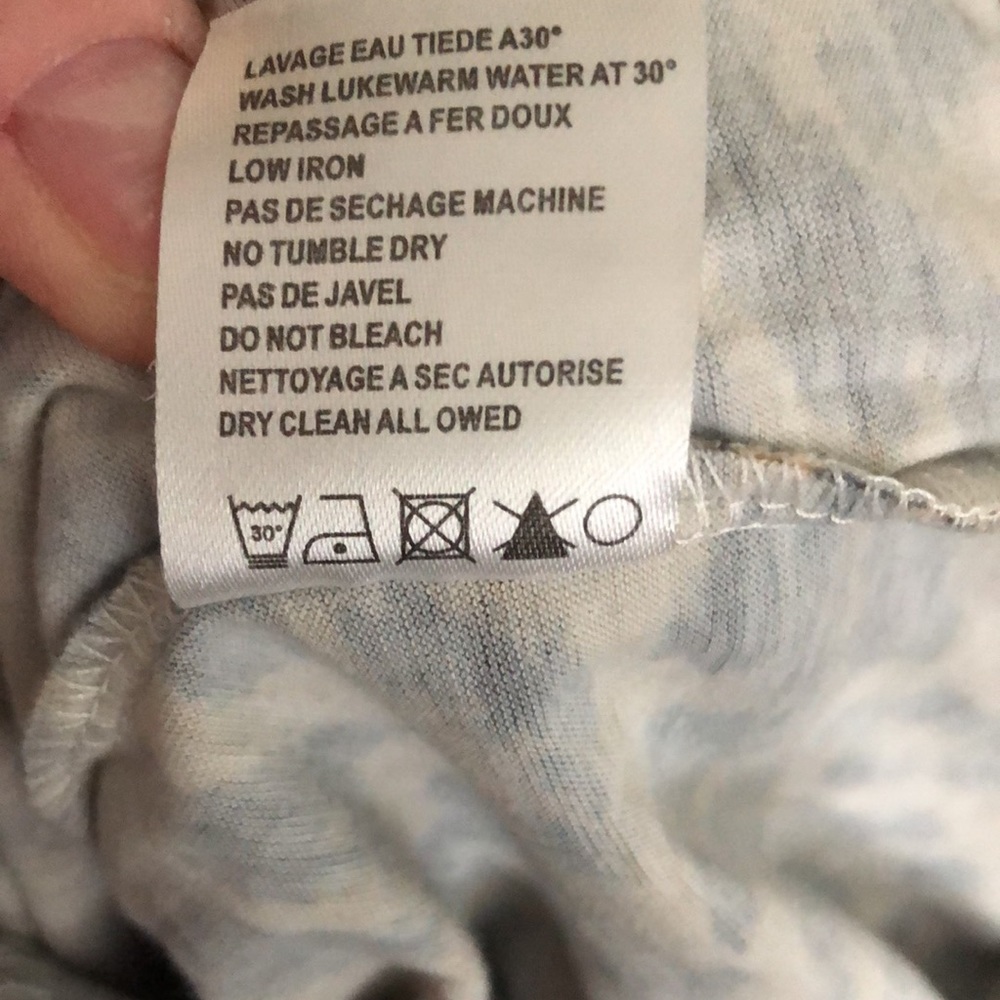 LAVAGE EAU TIEDE A30°
WASH LUKEWARM WATER AT 30°
REPASSAGE A FER DOUX
LOW IRON
PAS DE SECHAGE MACHINE
NO TUMBLE DRY
PAS DE JAVEL
DO NOT BLEACH
NETTOYAGE A SEC AUTORISE
DRY CLEAN ALL OWED
30°